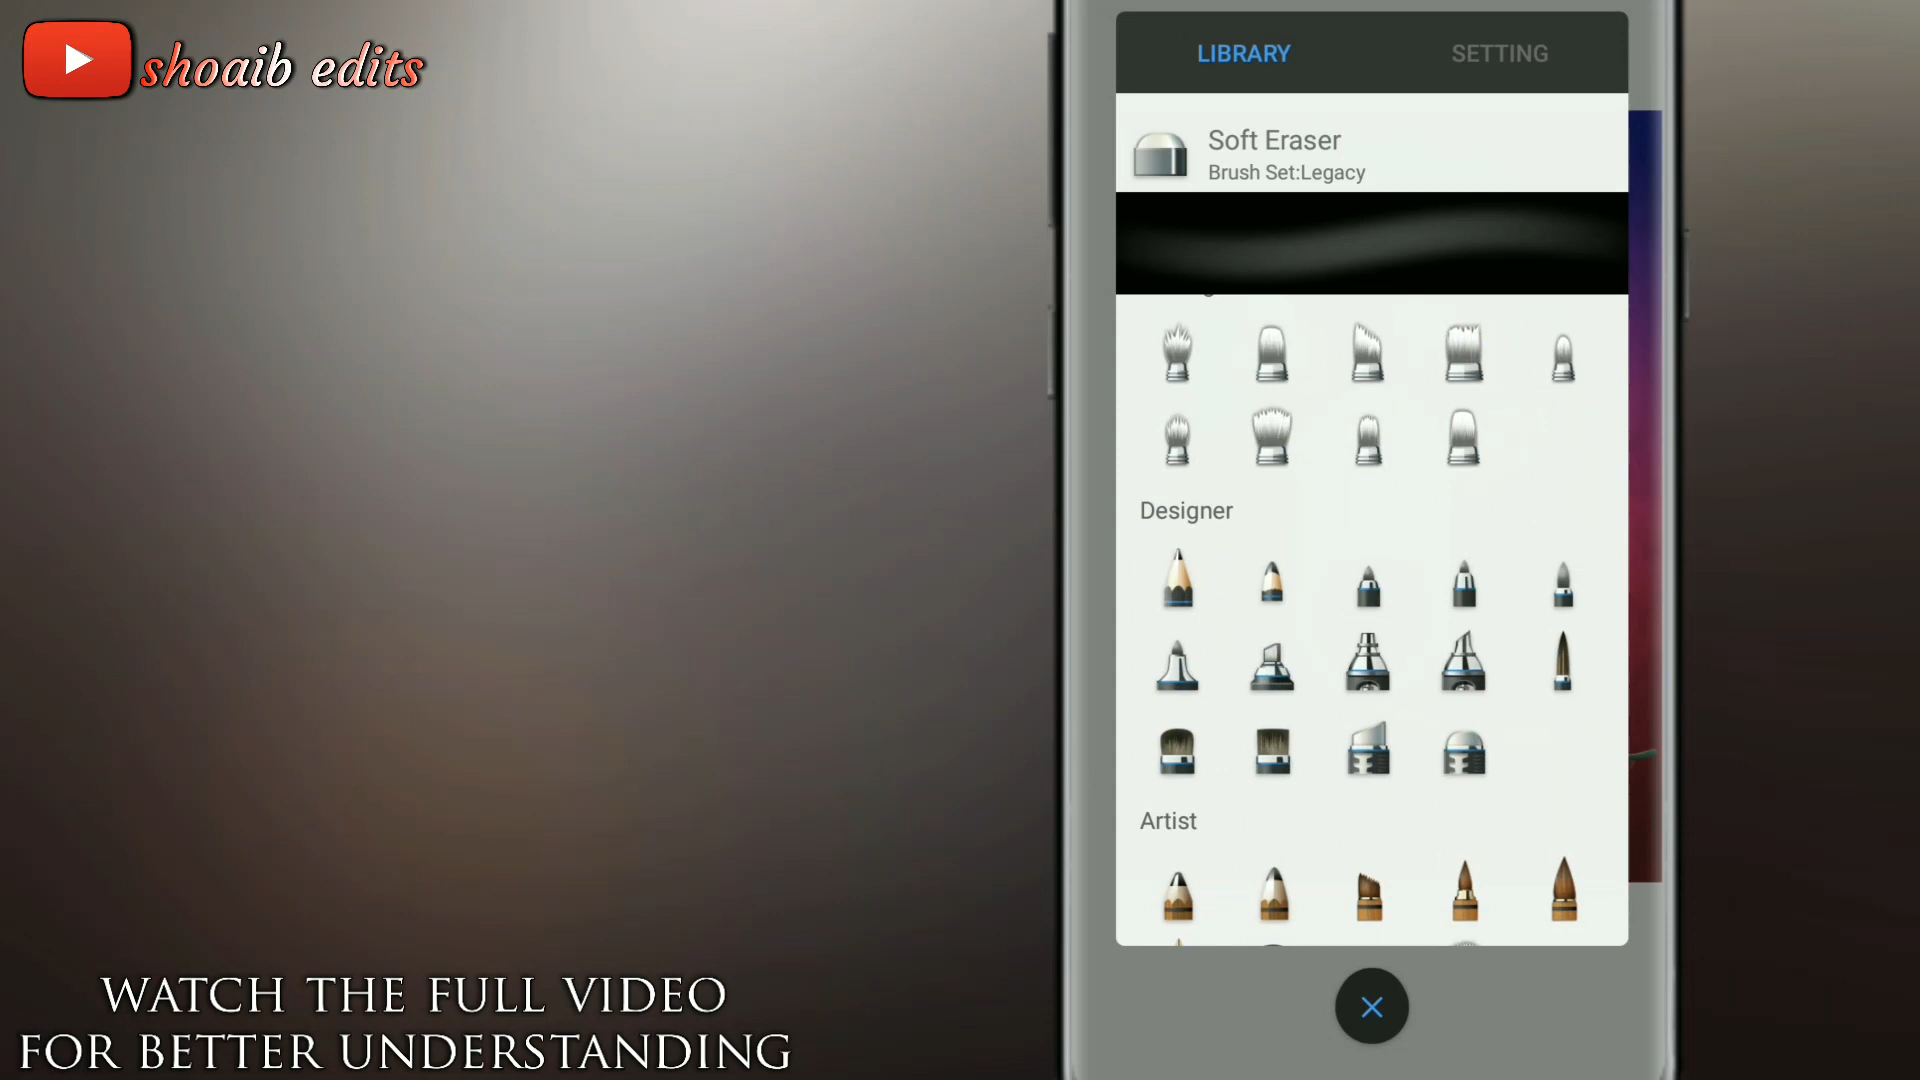 shoaib edits
LIBRARY
SETTING
Soft Eraser
Brush Set:Legacy
Designer
Artist
WATCH THE FULL VIDEO
FOR BETTER UNDERSTANDING